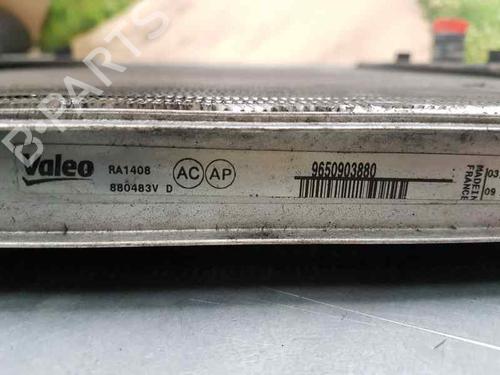 Valeo
RA1408
880483V D
AC AP
9650903880
MADE IN
FRANCE
03
09
B-PARTS